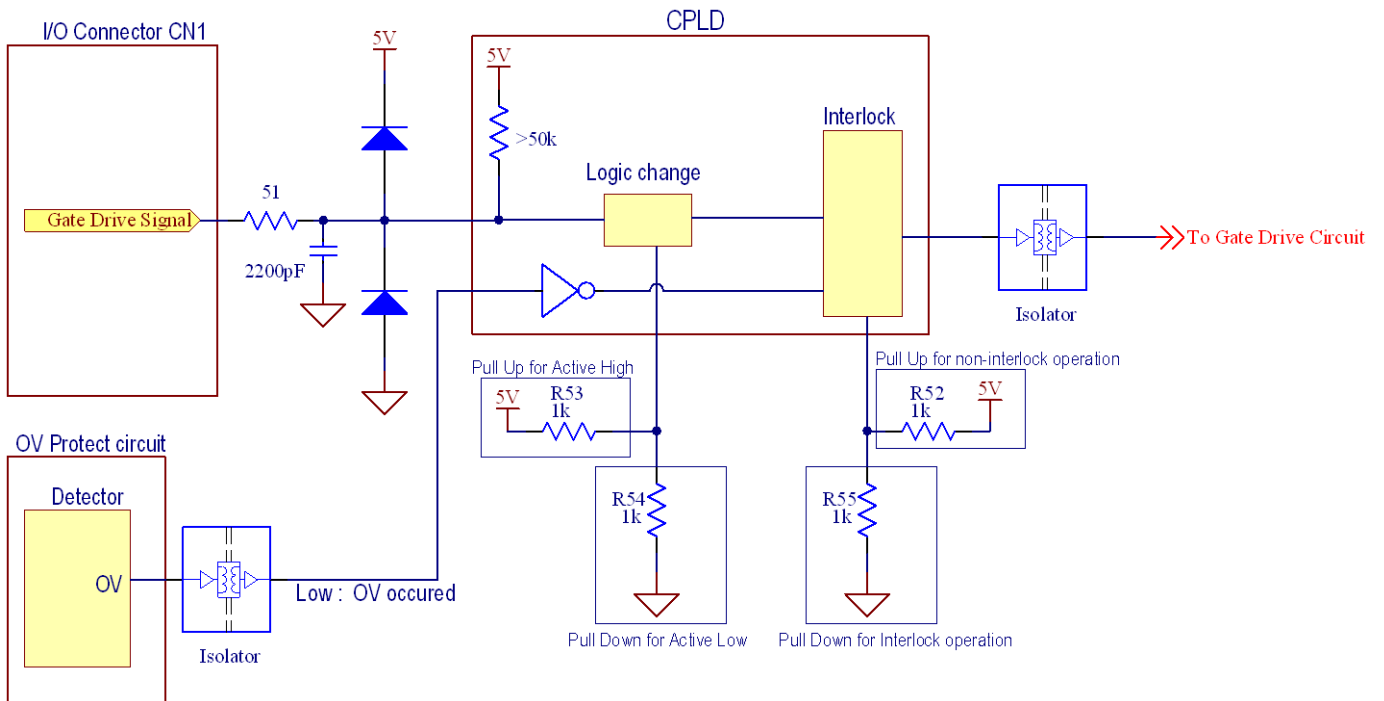 I/O Connector CN1
CPLD
5V
5V
>50k
Interlock
Logic change
51
Gate Drive Signal
2200pF
To Gate Drive Circuit
Isolator
Pull Up for Active High
5V
R53
1k
Pull Up for non-interlock operation
R52
1k
5V
OV Protect circuit
Detector
OV
Low : OV occured
Isolator
R54
1k
Pull Down for Active Low
R55
1k
Pull Down for Interlock operation